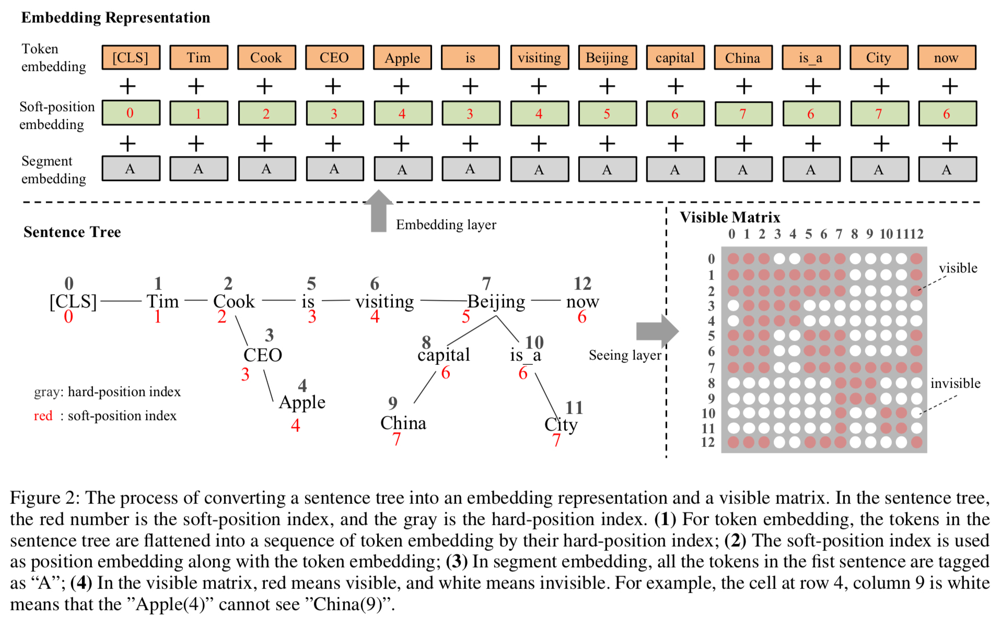 Embedding Representation
Token embedding
[CLS] Tim Cook CEO Apple is visiting Beijing capital China is_a City now
+ + + + + + + + + + + + +
Soft-position embedding
0 1 2 3 4 3 4 5 6 7 6 7 6
+ + + + + + + + + + + + +
Segment embedding
A A A A A A A A A A A A A
Embedding layer
Sentence Tree
0 1 2 5 6 7 12
[CLS] Tim Cook is visiting Beijing now
0 1 2 3 4 5 6
3 8 10
CEO capital is_a
3 6 6
4 9 11
Apple China City
4 7 7
gray: hard-position index
red : soft-position index
Seeing layer
Visible Matrix
0 1 2 3 4 5 6 7 8 9 10 11 12
0
1
2
3
4
5
6
7
8
9
10
11
12
visible
invisible
Figure 2: The process of converting a sentence tree into an embedding representation and a visible matrix. In the sentence tree,
the red number is the soft-position index, and the gray is the hard-position index. (1) For token embedding, the tokens in the
sentence tree are flattened into a sequence of token embedding by their hard-position index; (2) The soft-position index is used
as position embedding along with the token embedding; (3) In segment embedding, all the tokens in the fist sentence are tagged
as “A”; (4) In the visible matrix, red means visible, and white means invisible. For example, the cell at row 4, column 9 is white
means that the ”Apple(4)” cannot see ”China(9)”.